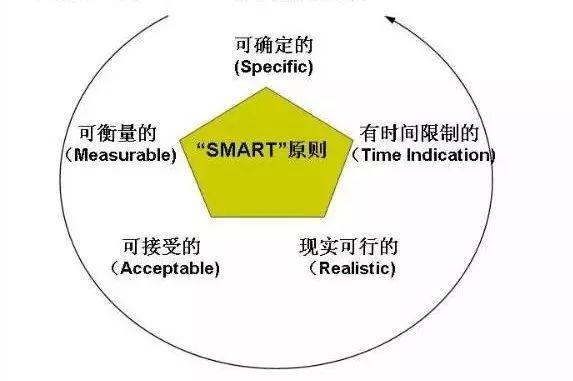 可确定的
(Specific)
可衡量的
（Measurable)
“SMART”原则
有时间限制的
（Time Indication)
可接受的
（Acceptable)
现实可行的
（Realistic)